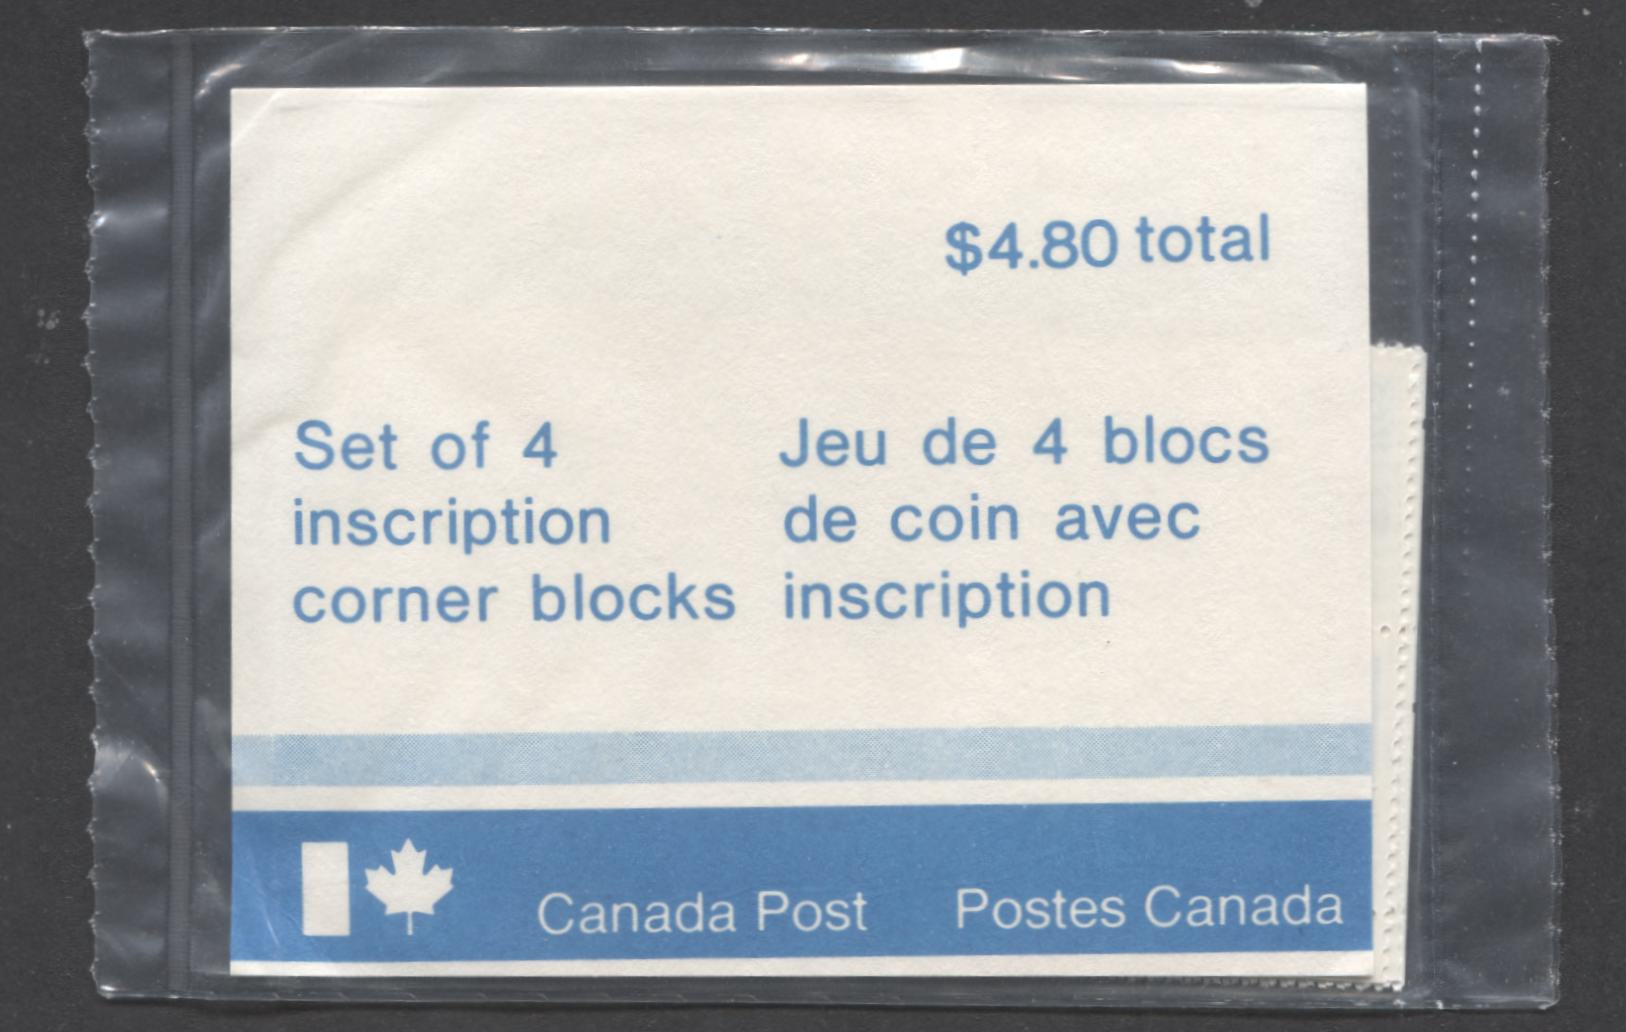 $4.80 total
Set of 4
inscription
corner blocks
Jeu de 4 blocs
de coin avec
inscription
Canada Post
Postes Canada